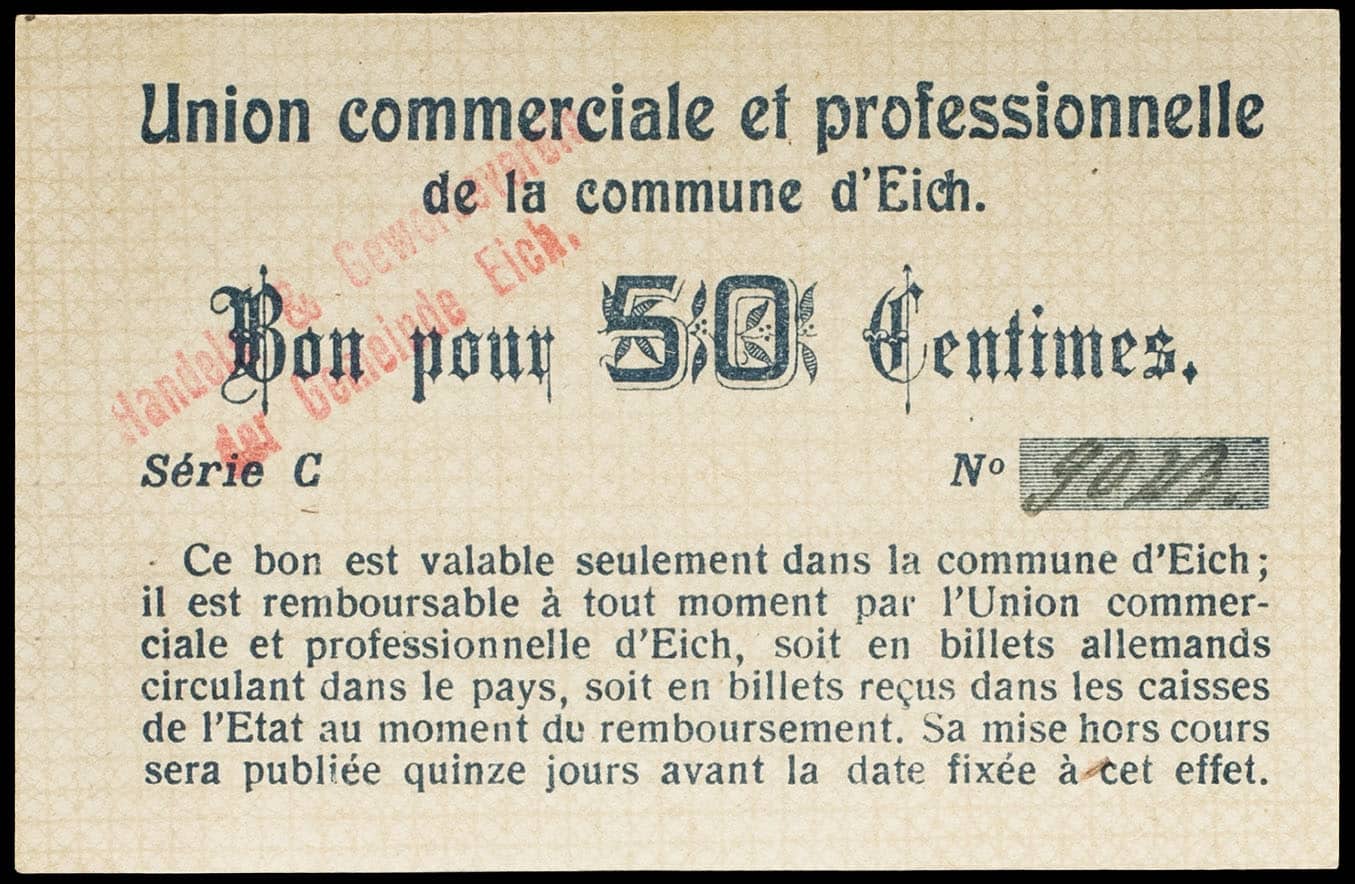 Union commerciale et professionnelle
de la commune d'Eich.
Handels & Gewerbeverein
der Gemeinde Eich.
Bon pour 50 Centimes.
Série C
Nº 9023.
Ce bon est valable seulement dans la commune d'Eich;
il est remboursable à tout moment par l'Union commer-
ciale et professionnelle d'Eich, soit en billets allemands
circulant dans le pays, soit en billets reçus dans les caisses
de l'Etat au moment du remboursement. Sa mise hors cours
sera publiée quinze jours avant la date fixée à cet effet.